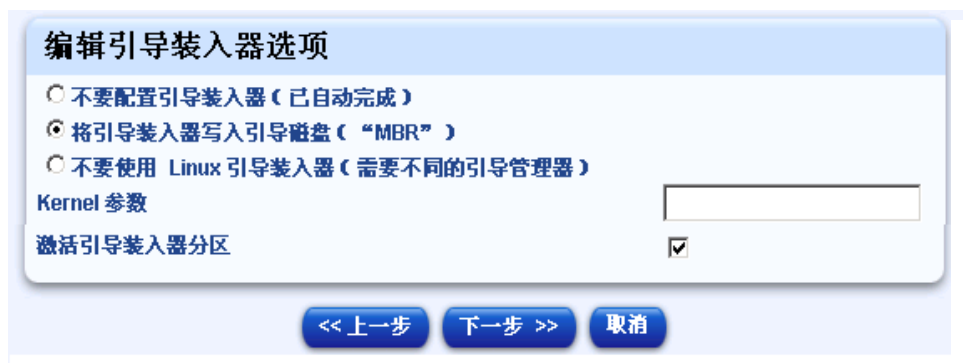 编辑引导装入器选项
不要配置引导装入器（已自动完成）
将引导装入器写入引导磁盘（“MBR”）
不要使用 Linux 引导装入器（需要不同的引导管理器）
Kernel 参数
激活引导装入器分区
<< 上一步 下一步 >> 取消